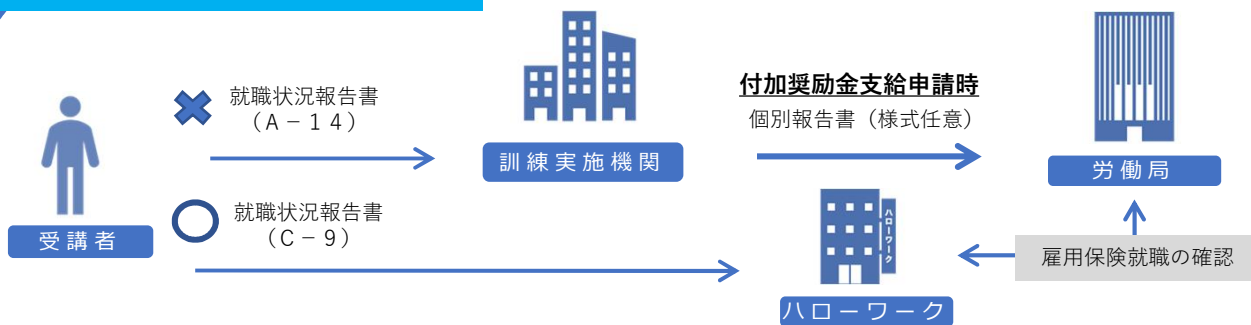 就職状況報告書
（Ａ－１４）
訓練実施機関
付加奨励金支給申請時
個別報告書（様式任意）
労働局
受講者
就職状況報告書
（Ｃ－９）
ハローワーク
ハローワーク
雇用保険就職の確認